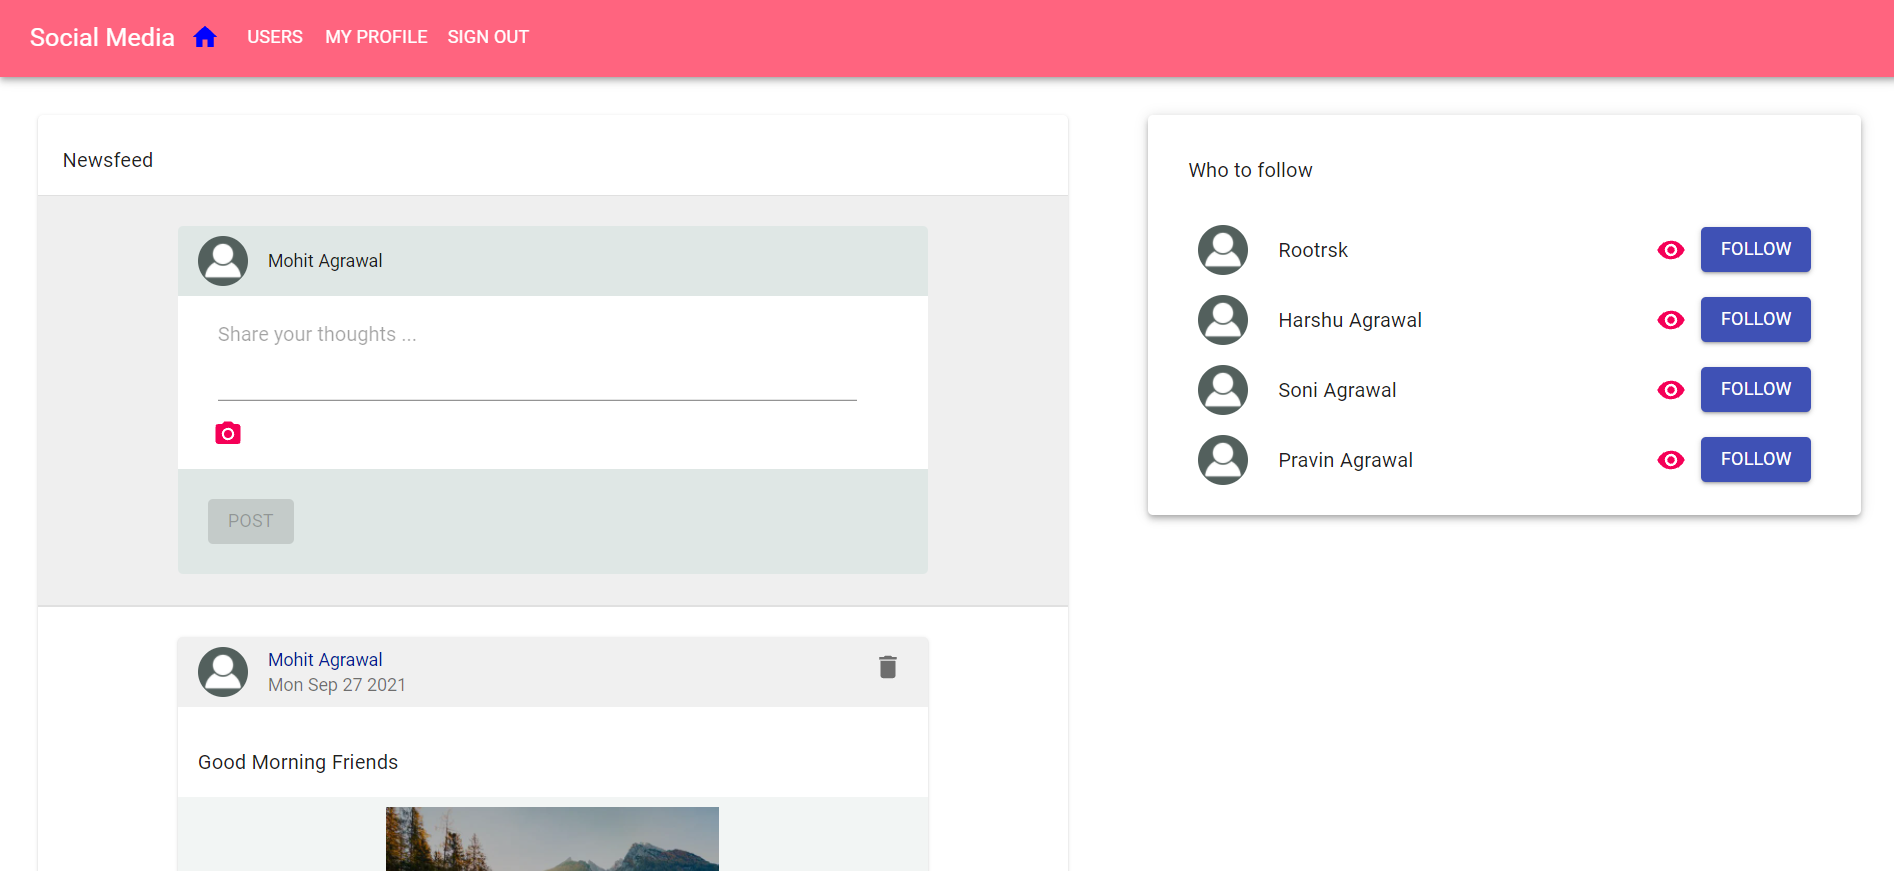 Social Media USERS MY PROFILE SIGN OUT
Newsfeed
Mohit Agrawal
Share your thoughts ...
POST
Mohit Agrawal
Mon Sep 27 2021
Good Morning Friends
Who to follow
Rootrsk FOLLOW
Harshu Agrawal FOLLOW
Soni Agrawal FOLLOW
Pravin Agrawal FOLLOW